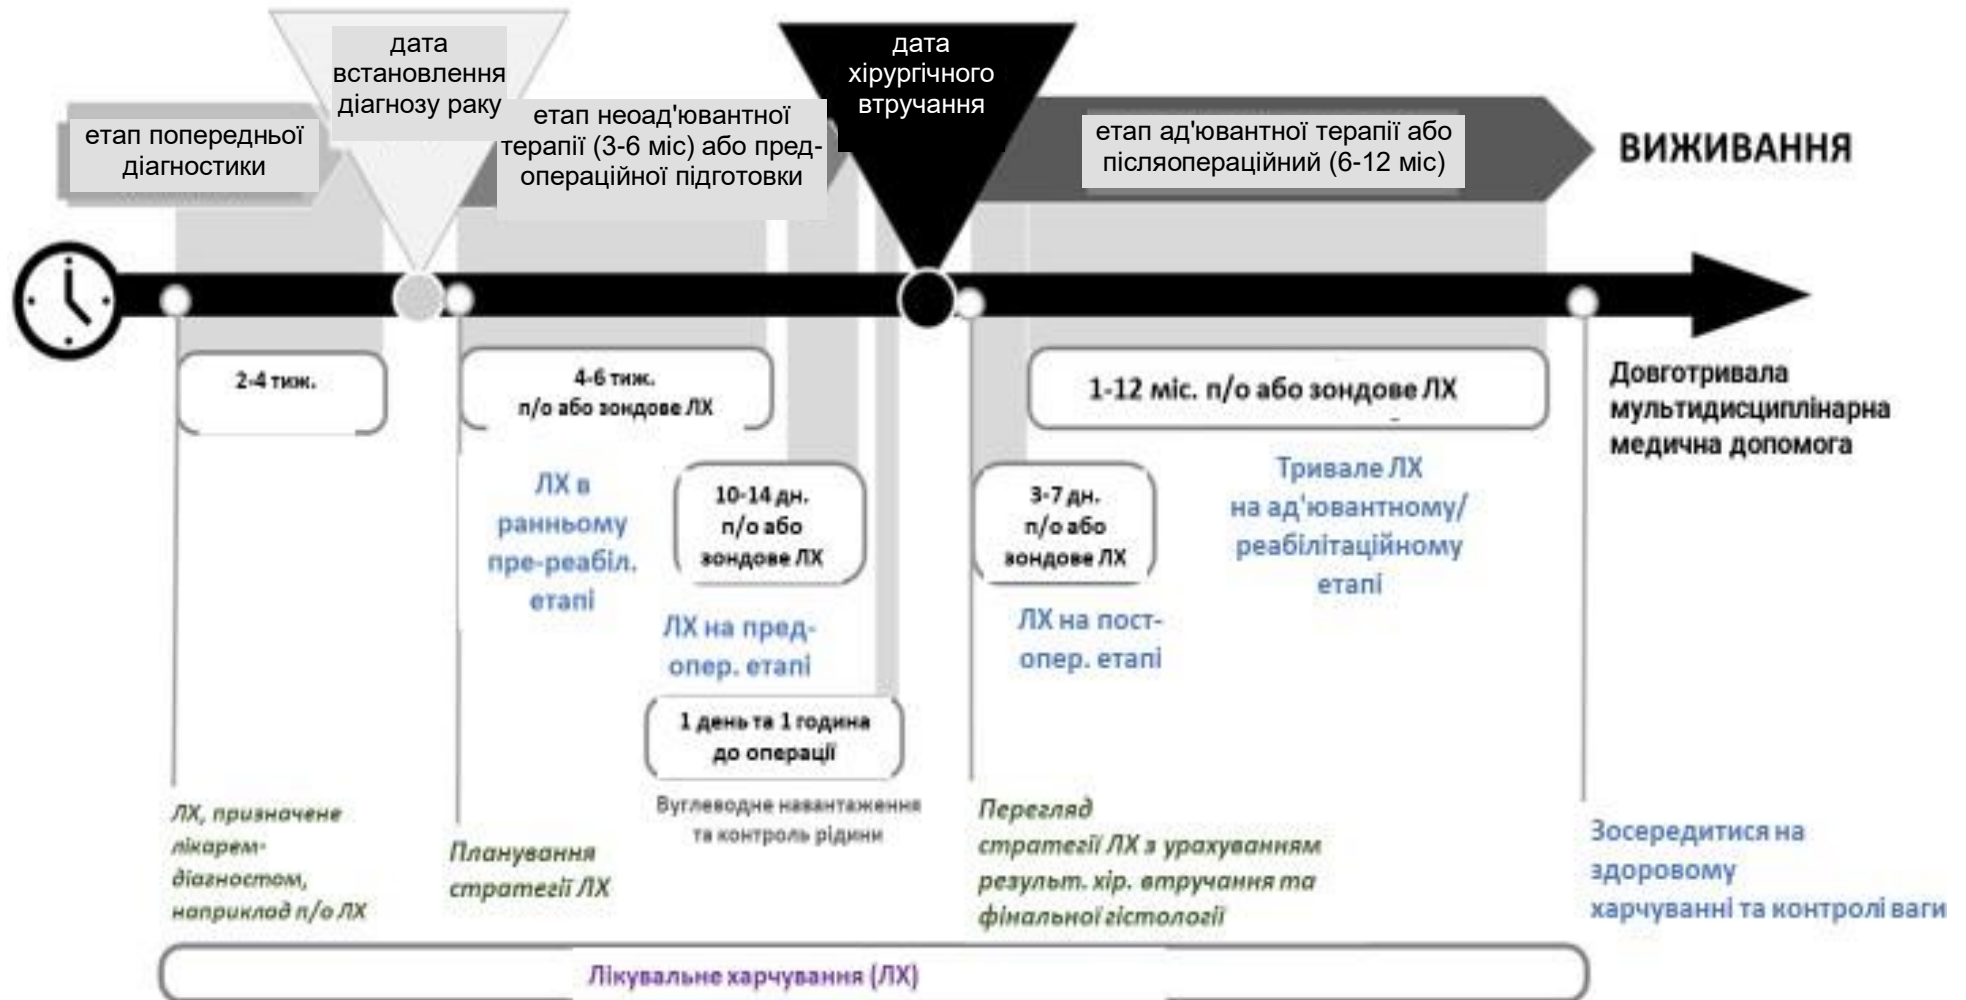 дата
встановлення
діагнозу раку
дата
хірургічного
втручання
етап попередньої
діагностики
етап неоад'ювантної
терапії (3-6 міс) або пред-
операційної підготовки
етап ад'ювантної терапії або
післяопераційний (6-12 міс)
ВИЖИВАННЯ
2-4 тиж.
4-6 тиж.
п/о або зондове ЛХ
1-12 міс. п/о або зондове ЛХ
Довготривала
мультидисциплінарна
медична допомога
ЛХ в
ранньому
пре-реабіл.
етапі
10-14 дн.
п/о або
зондове ЛХ
3-7 дн.
п/о або
зондове ЛХ
Тривале ЛХ
на ад'ювантному/
реабілітаційному
етапі
ЛХ на пред-
опер. етапі
ЛХ на пост-
опер. етапі
1 день та 1 година
до операції
Вуглеводне навантаження
та контроль рідини
ЛХ, призначене
лікарем-
діагностом,
наприклад п/о ЛХ
Планування
стратегії ЛХ
Перегляд
стратегії ЛХ з урахуванням
результ. хір. втручання та
фінальної гістології
Зосередитися на
здоровому
харчуванні та контролі ваги
Лікувальне харчування (ЛХ)